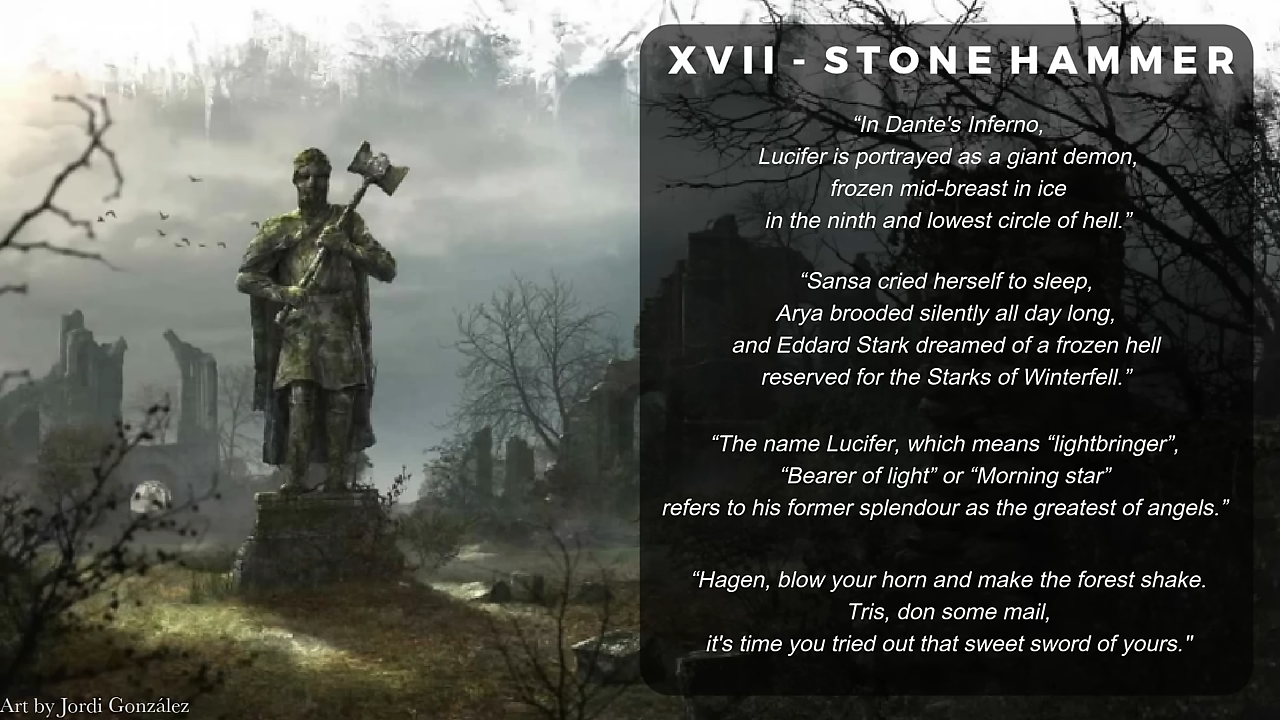 XVII - STONE HAMMER
“In Dante's Inferno,
Lucifer is portrayed as a giant demon,
frozen mid-breast in ice
in the ninth and lowest circle of hell.”
“Sansa cried herself to sleep,
Arya brooded silently all day long,
and Eddard Stark dreamed of a frozen hell
reserved for the Starks of Winterfell.”
“The name Lucifer, which means “lightbringer”,
“Bearer of light” or “Morning star”
refers to his former splendour as the greatest of angels.”
“Hagen, blow your horn and make the forest shake.
Tris, don some mail,
it's time you tried out that sweet sword of yours."
Art by Jordi González